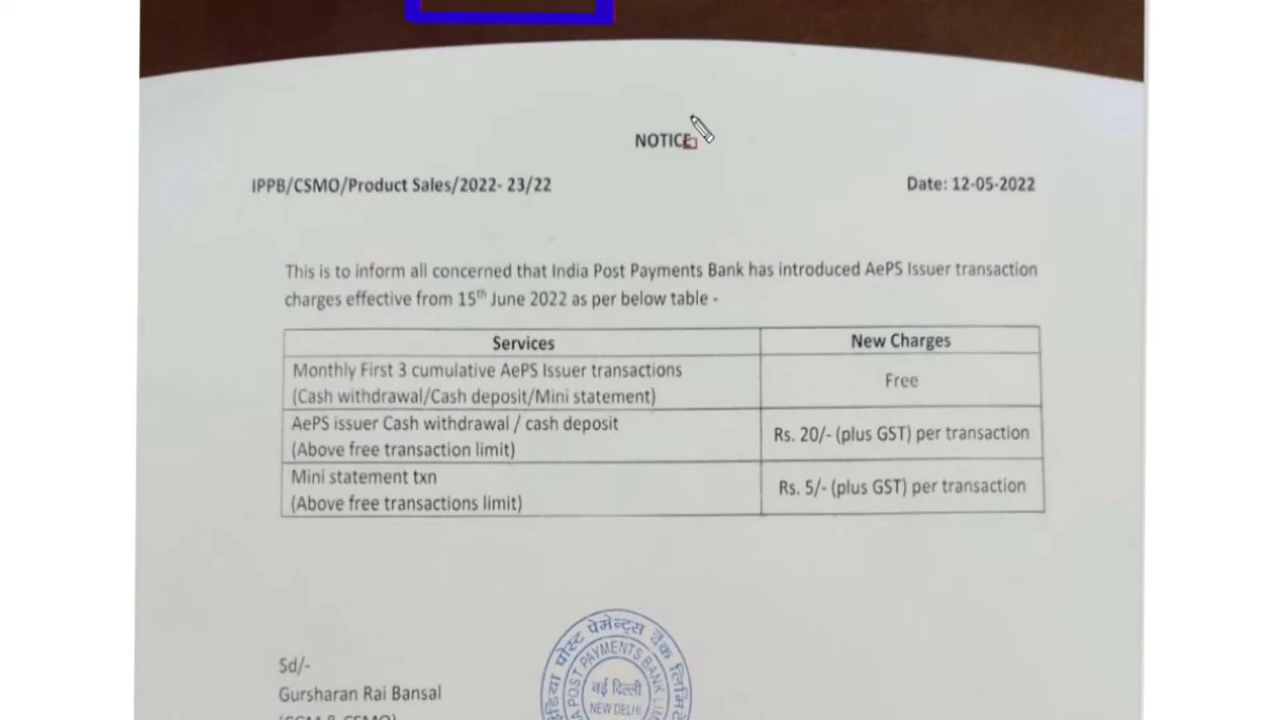 NOTICE
IPPB/CSMO/Product Sales/2022- 23/22
Date: 12-05-2022
This is to inform all concerned that India Post Payments Bank has introduced AePS Issuer transaction
charges effective from 15th June 2022 as per below table -
Services
New Charges
Monthly First 3 cumulative AePS Issuer transactions
(Cash withdrawal/Cash deposit/Mini statement)
Free
AePS issuer Cash withdrawal / cash deposit
(Above free transaction limit)
Rs. 20/- (plus GST) per transaction
Mini statement txn
(Above free transactions limit)
Rs. 5/- (plus GST) per transaction
Sd/-
Gursharan Rai Bansal
पोस्ट पेमेन्ट्स बैंक
POST PAYMENTS BANK
नई दिल्ली
NEW DELHI